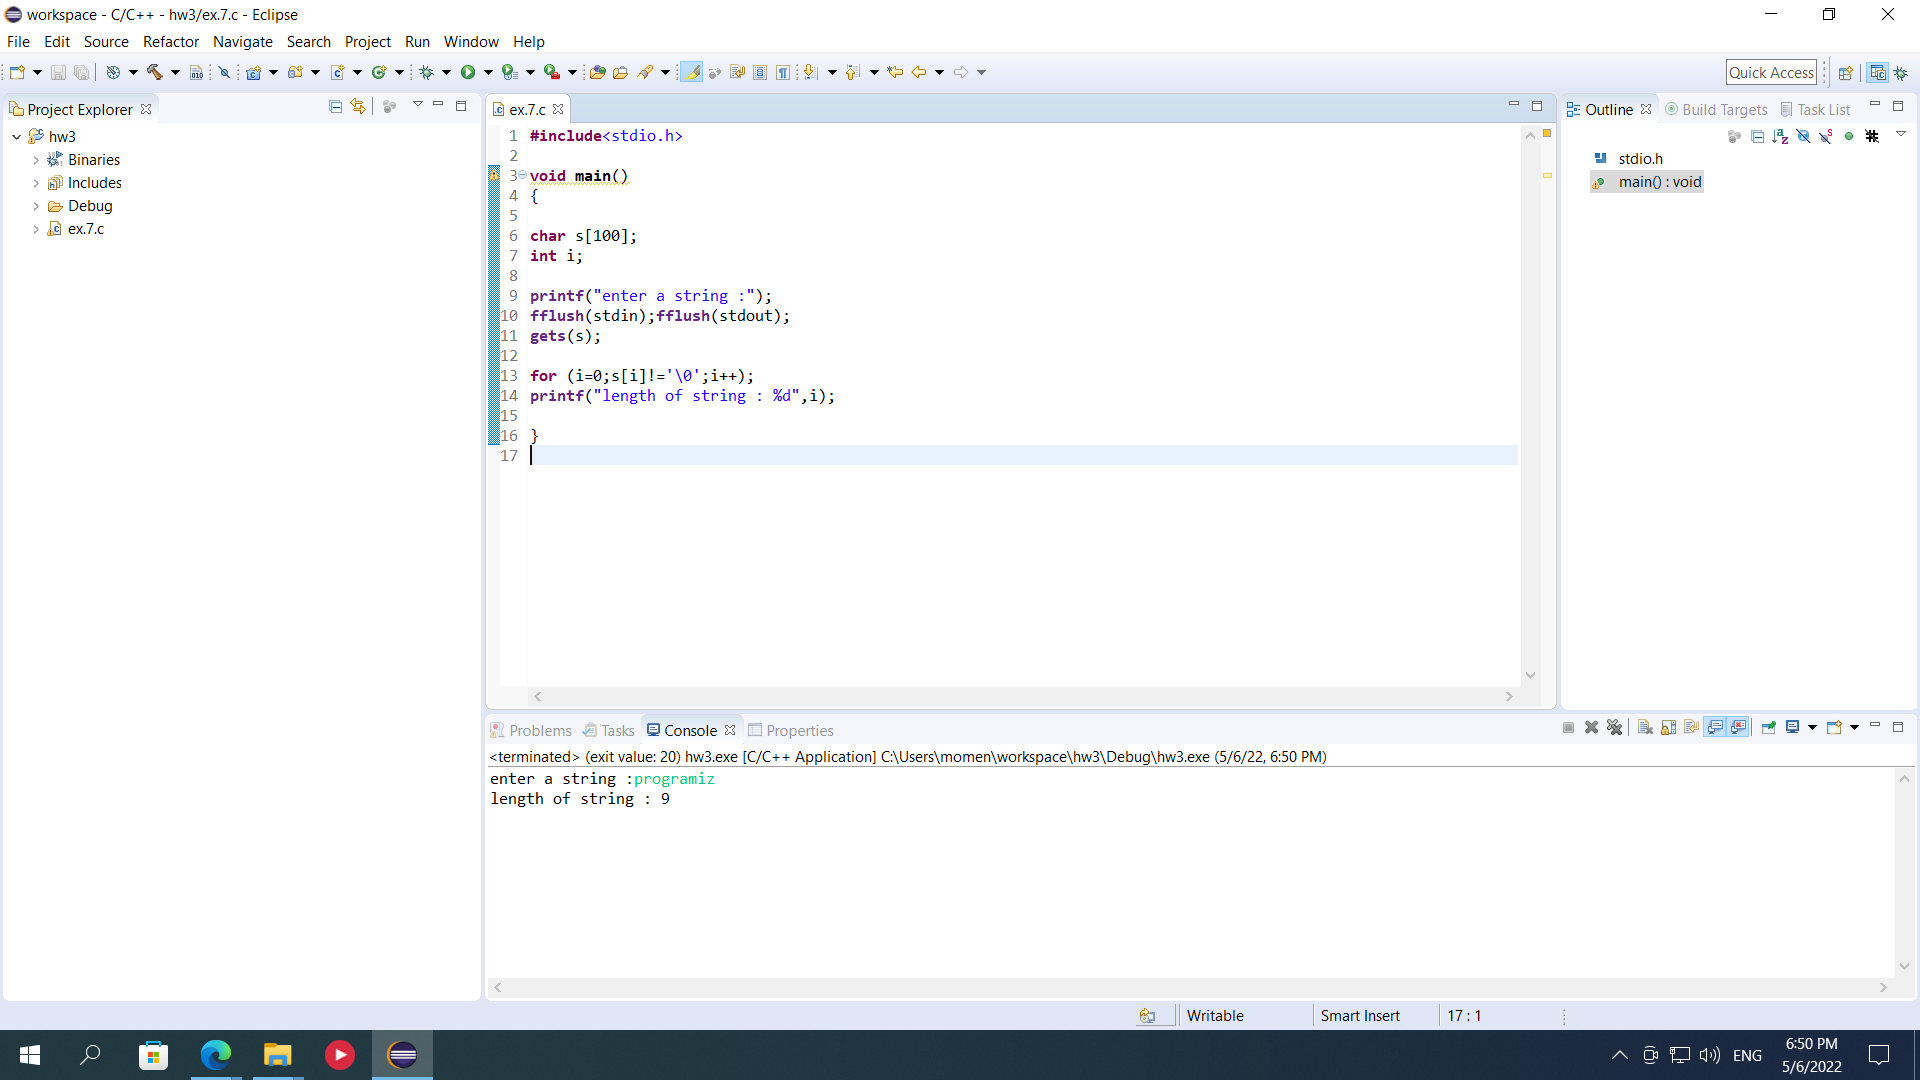 workspace - C/C++ - hw3/ex.7.c - Eclipse
File Edit Source Refactor Navigate Search Project Run Window Help
Quick Access
Project Explorer
hw3
Binaries
Includes
Debug
ex.7.c
ex.7.c
1 #include<stdio.h>
2
3 void main()
4 {
5
6 char s[100];
7 int i;
8
9 printf("enter a string :");
10 fflush(stdin);fflush(stdout);
11 gets(s);
12
13 for (i=0;s[i]!='\0';i++);
14 printf("length of string : %d",i);
15
16 }
17
Outline Build Targets Task List
stdio.h
main() : void
Problems Tasks Console Properties
<terminated> (exit value: 20) hw3.exe [C/C++ Application] C:\Users\momen\workspace\hw3\Debug\hw3.exe (5/6/22, 6:50 PM)
enter a string :programiz
length of string : 9
Writable Smart Insert 17 : 1
ENG
6:50 PM
5/6/2022